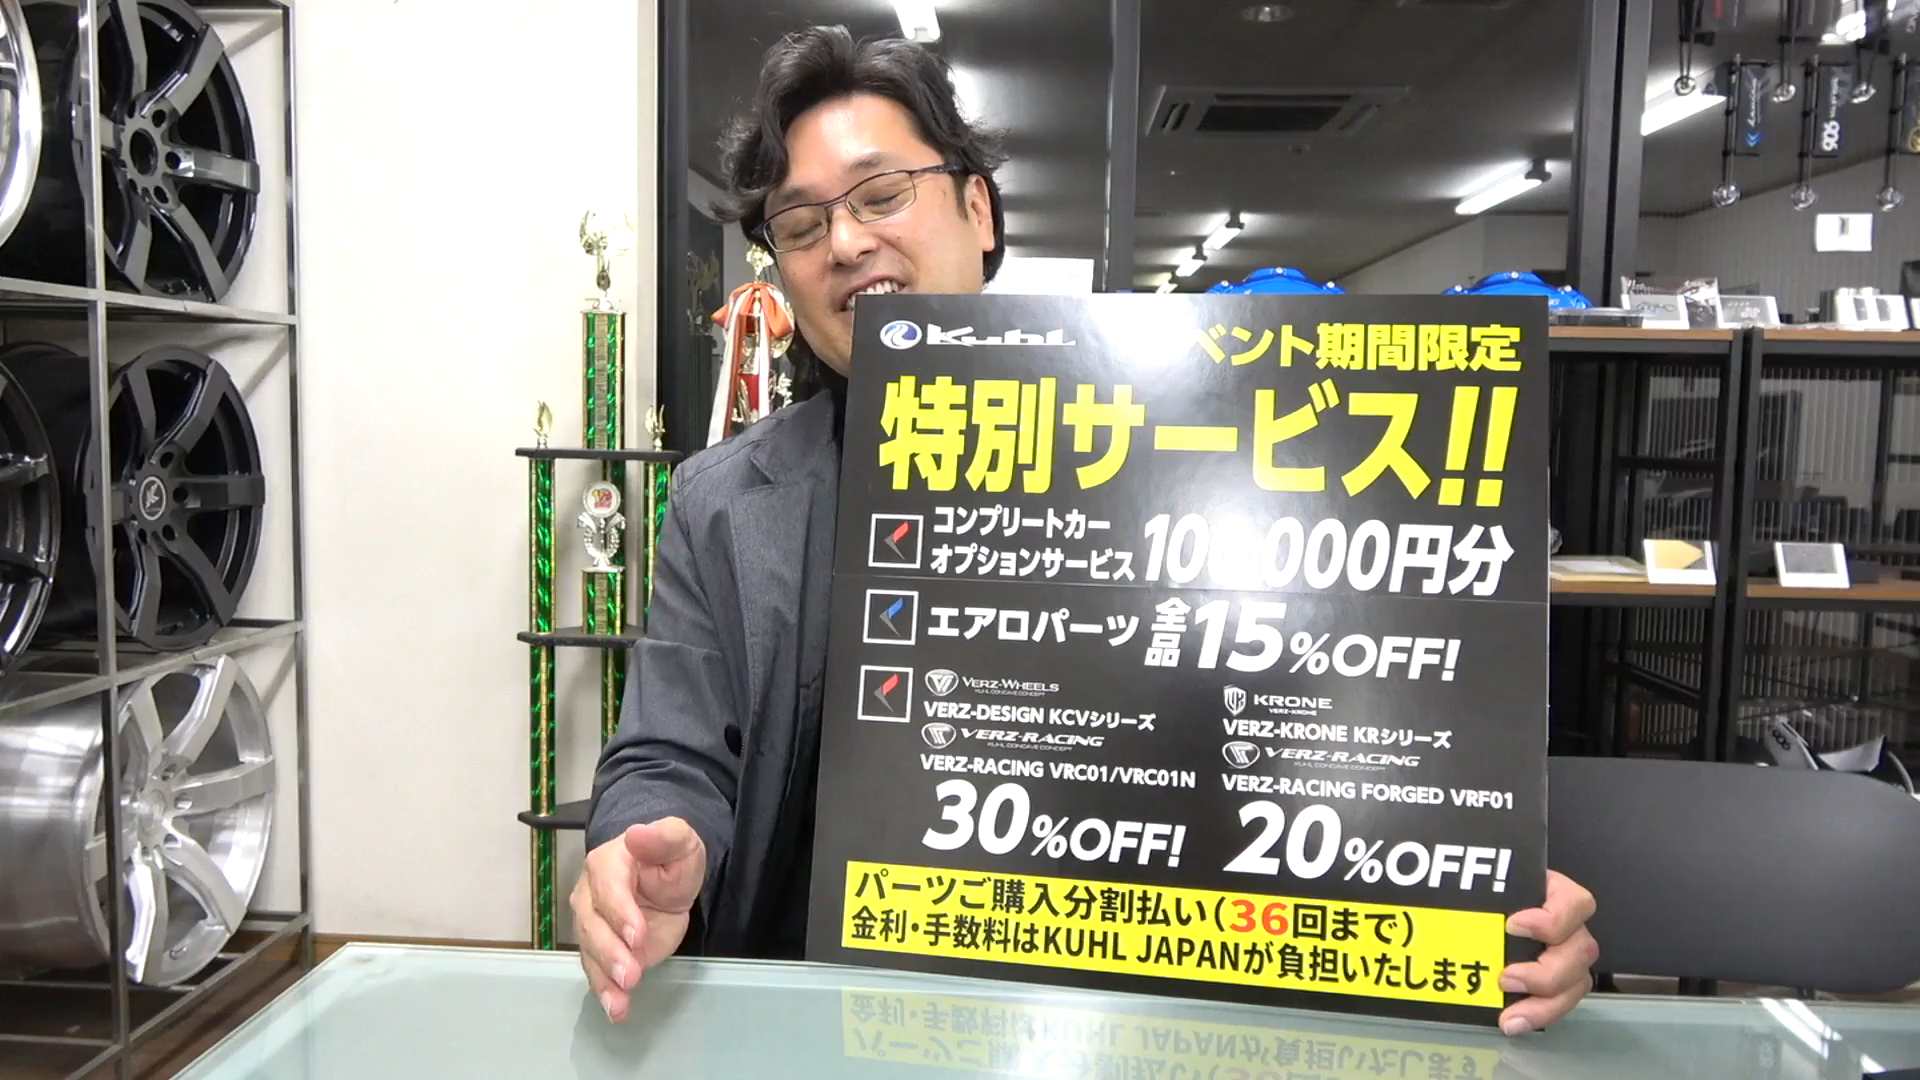 Kuhl
ベント期間限定
特別サービス!!
コンプリートカー
オプションサービス 100,000円分
エアロパーツ 全品 15%OFF!
VERZ-WHEELS
KUHL CONCAVE CONCEPT
VERZ-DESIGN KCVシリーズ
VERZ-RACING
KUHL CONCAVE CONCEPT
VERZ-RACING VRC01/VRC01N
30%OFF!
KRONE
VERZ-KRONE
VERZ-KRONE KRシリーズ
VERZ-RACING
KUHL CONCAVE CONCEPT
VERZ-RACING FORGED VRF01
20%OFF!
パーツご購入分割払い(36回まで)
金利・手数料はKUHL JAPANが負担いたします